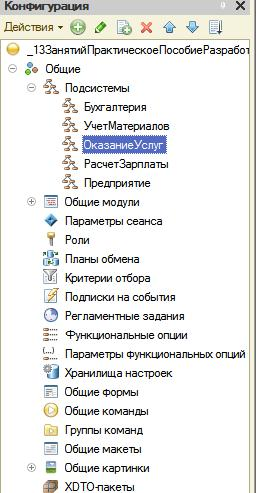 Конфигурация
Действия
_13ЗанятийПрактическоеПособиеРазработ
Общие
Подсистемы
Бухгалтерия
УчетМатериалов
ОказаниеУслуг
РасчетЗарплаты
Предприятие
Общие модули
Параметры сеанса
Роли
Планы обмена
Критерии отбора
Подписки на события
Регламентные задания
Функциональные опции
Параметры функциональных опций
Хранилища настроек
Общие формы
Общие команды
Группы команд
Общие макеты
Общие картинки
XDTO-пакеты